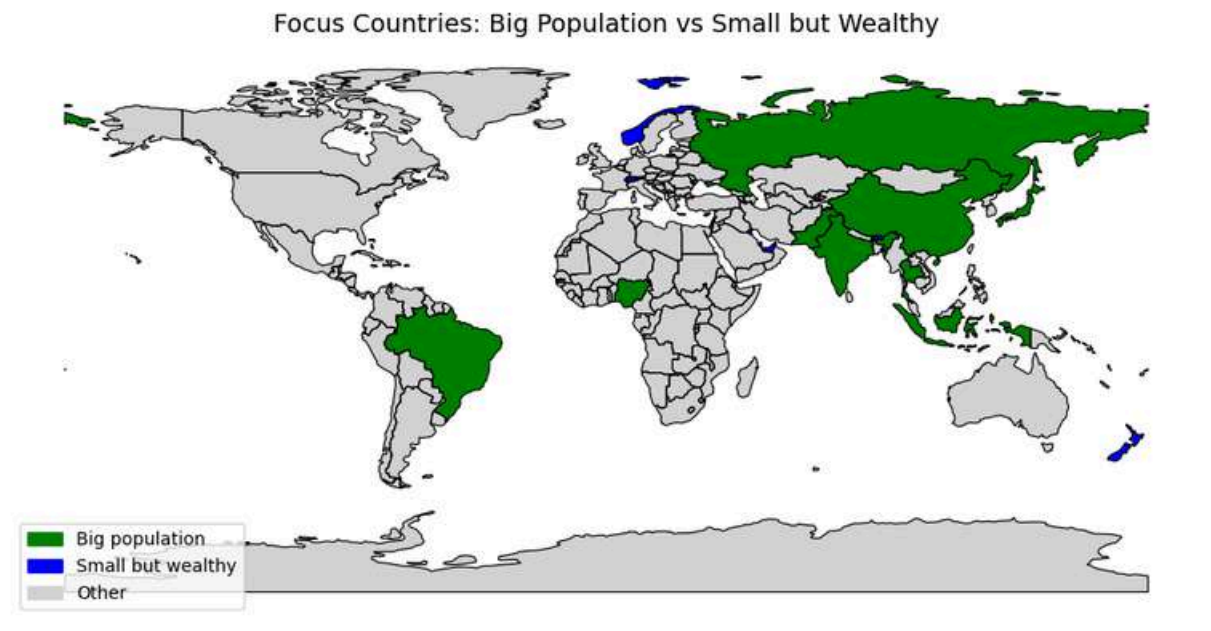 Focus Countries: Big Population vs Small but Wealthy
Big population
Small but wealthy
Other